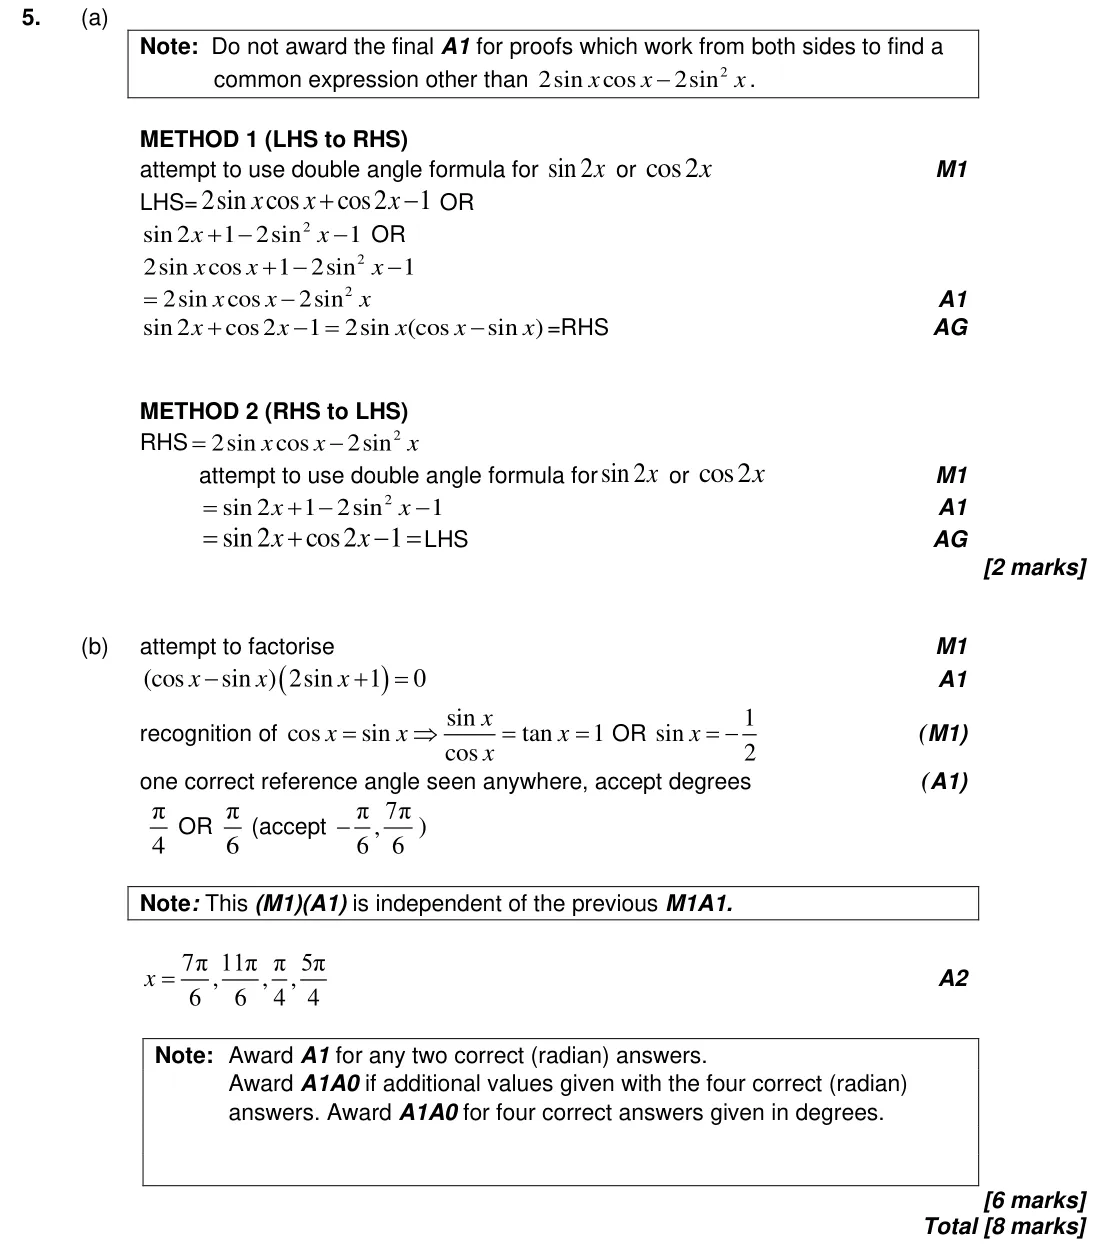 5. (a)
Note: Do not award the final A1 for proofs which work from both sides to find a
common expression other than 2 sin x cos x − 2 sin² x .
METHOD 1 (LHS to RHS)
attempt to use double angle formula for sin 2x or cos 2x M1
LHS= 2 sin x cos x + cos 2x − 1 OR
sin 2x + 1 − 2 sin² x − 1 OR
2 sin x cos x + 1 − 2 sin² x − 1
= 2 sin x cos x − 2 sin² x A1
sin 2x + cos 2x − 1 = 2 sin x(cos x − sin x) =RHS AG
METHOD 2 (RHS to LHS)
RHS = 2 sin x cos x − 2 sin² x
attempt to use double angle formula for sin 2x or cos 2x M1
= sin 2x + 1 − 2 sin² x − 1 A1
= sin 2x + cos 2x − 1 = LHS AG
[2 marks]
(b) attempt to factorise M1
(cos x − sin x)(2 sin x + 1) = 0 A1
recognition of cos x = sin x ⇒ sin x / cos x = tan x = 1 OR sin x = − 1/2 (M1)
one correct reference angle seen anywhere, accept degrees (A1)
π/4 OR π/6 (accept − π/6 , 7π/6 )
Note: This (M1)(A1) is independent of the previous M1A1.
x = 7π/6 , 11π/6 , π/4 , 5π/4 A2
Note: Award A1 for any two correct (radian) answers.
Award A1A0 if additional values given with the four correct (radian)
answers. Award A1A0 for four correct answers given in degrees.
[6 marks]
Total [8 marks]